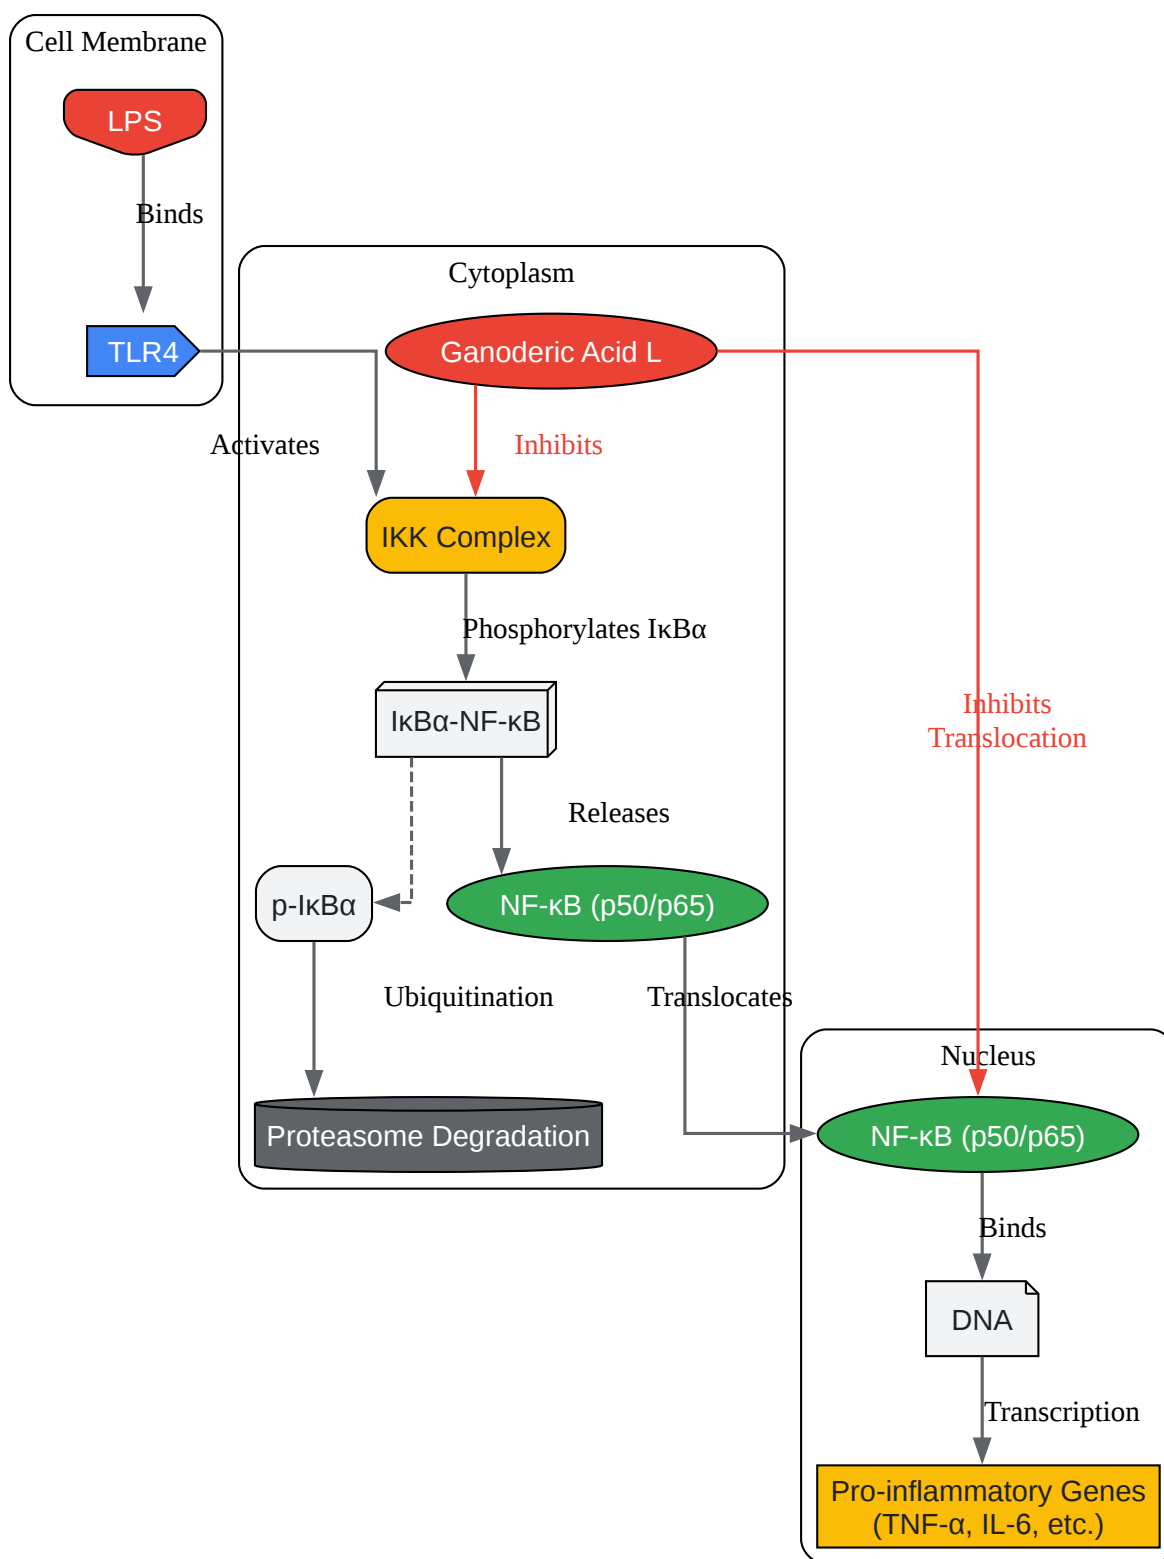 Cell Membrane
LPS
Binds
TLR4
Cytoplasm
Ganoderic Acid L
Activates
Inhibits
IKK Complex
Phosphorylates IκBα
IκBα-NF-κB
Releases
p-IκBα
NF-κB (p50/p65)
Ubiquitination
Translocates
Proteasome Degradation
Inhibits
Translocation
Nucleus
NF-κB (p50/p65)
Binds
DNA
Transcription
Pro-inflammatory Genes
(TNF-α, IL-6, etc.)